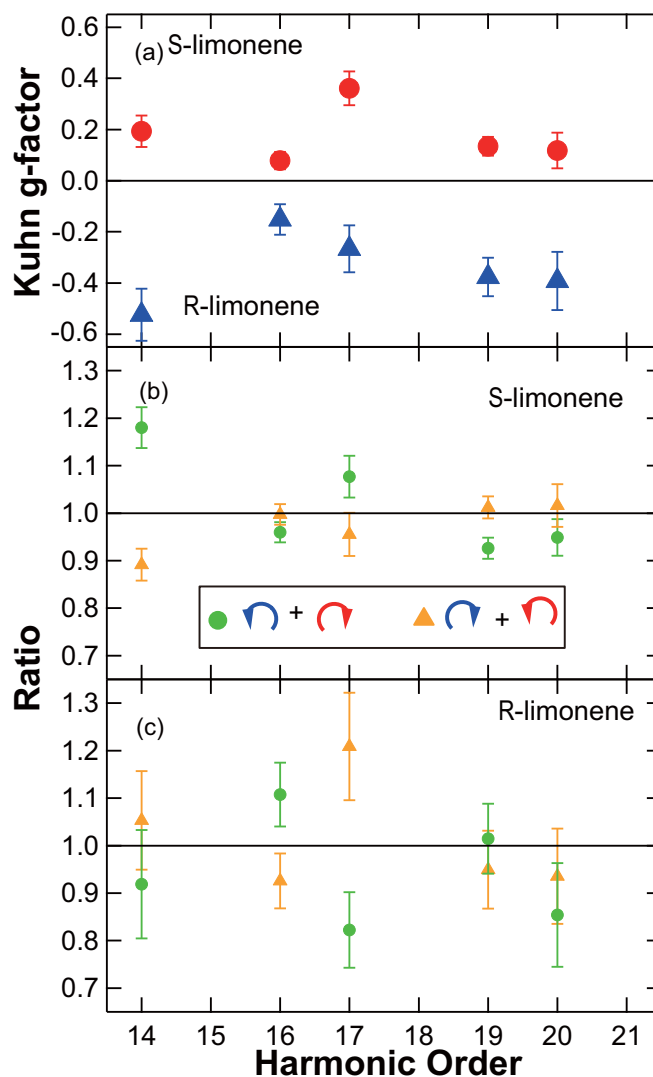 Kuhn g-factor
0.6
0.4
0.2
0.0
-0.2
-0.4
-0.6
(a)
S-limonene
R-limonene
Ratio
1.3
1.2
1.1
1.0
0.9
0.8
0.7
(b)
S-limonene
+
+
1.3
1.2
1.1
1.0
0.9
0.8
0.7
(c)
R-limonene
14 15 16 17 18 19 20 21
Harmonic Order